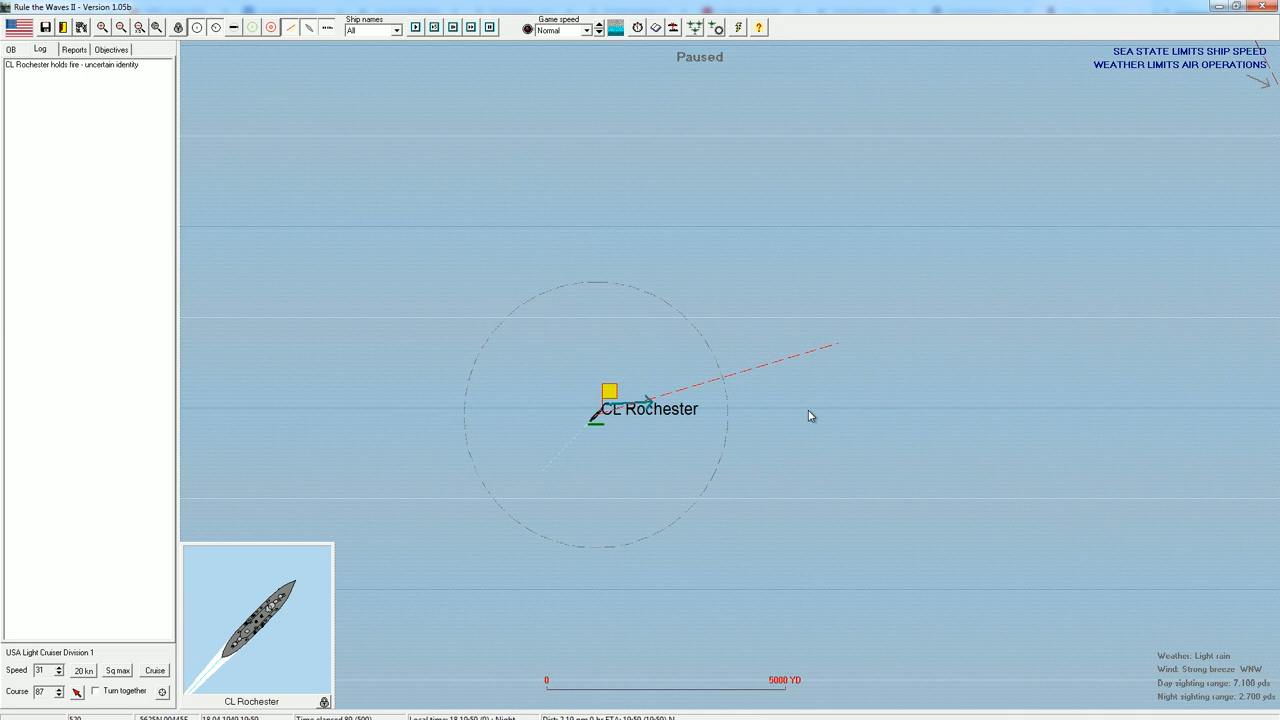 Rule the Waves II - Version 1.05b
Ship names
All
Game speed
Normal
OB Log Reports Objectives
CL Rochester holds fire - uncertain identity
Paused
SEA STATE LIMITS SHIP SPEED
WEATHER LIMITS AIR OPERATIONS
CL Rochester
0 5000 YD
Weather: Light rain
Wind: Strong breeze WNW
Day sighting range: 7,100 yds
Night sighting range: 2,700 yds
USA Light Cruiser Division 1
Speed 31 20 kn Sq max Cruise
Course 87 Turn together
CL Rochester